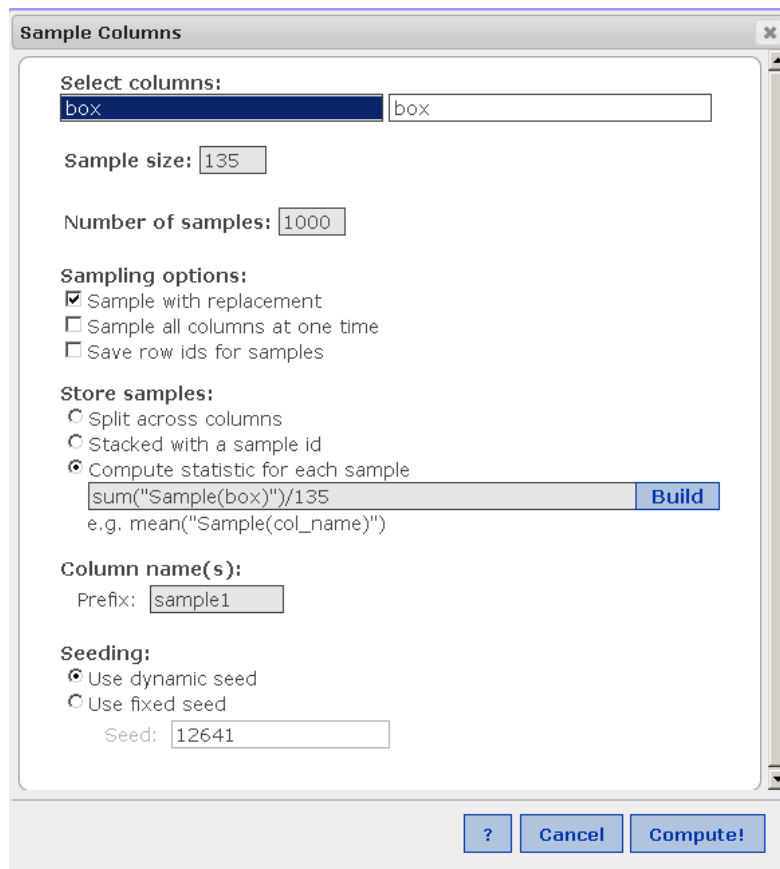 Sample Columns
Select columns:
box box
Sample size: 135
Number of samples: 1000
Sampling options:
Sample with replacement
Sample all columns at one time
Save row ids for samples
Store samples:
Split across columns
Stacked with a sample id
Compute statistic for each sample
sum("Sample(box)")/135 Build
e.g. mean("Sample(col_name)")
Column name(s):
Prefix: sample1
Seeding:
Use dynamic seed
Use fixed seed
Seed: 12641
? Cancel Compute!